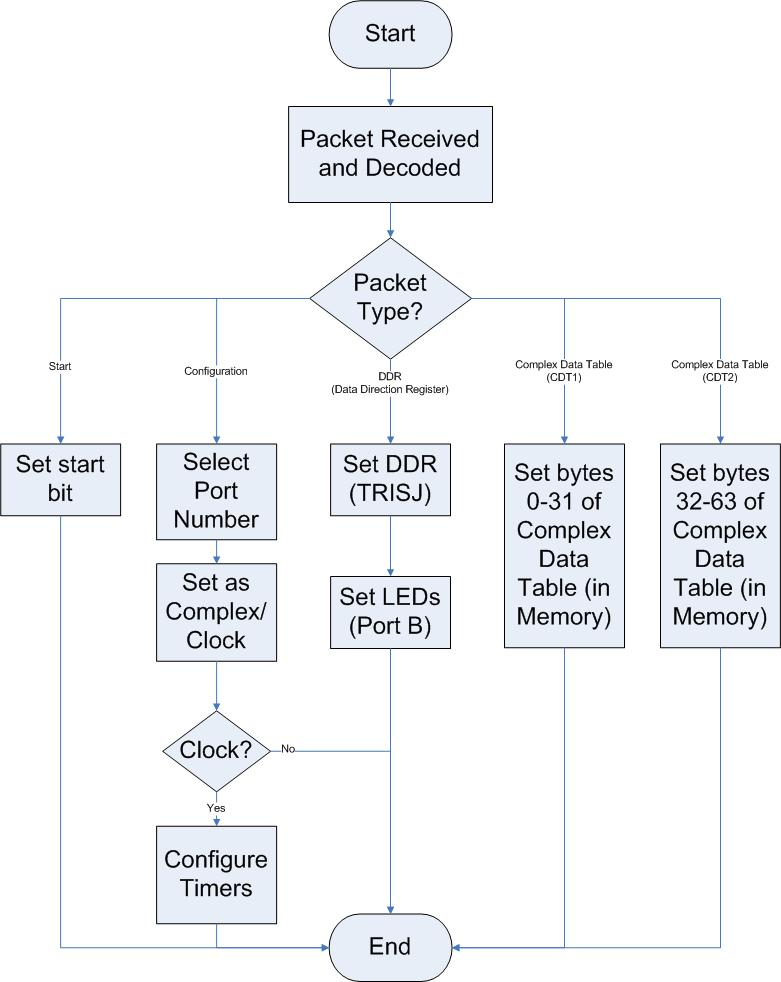 Start
Packet Received
and Decoded
Packet
Type?
Start
Configuration
DDR
(Data Direction Register)
Complex Data Table
(CDT1)
Complex Data Table
(CDT2)
Set start
bit
Select
Port
Number
Set DDR
(TRISJ)
Set bytes
0-31 of
Complex
Data
Table (in
Memory)
Set bytes
32-63 of
Complex
Data
Table (in
Memory)
Set as
Complex/
Clock
Set LEDs
(Port B)
Clock?
No
Yes
Configure
Timers
End